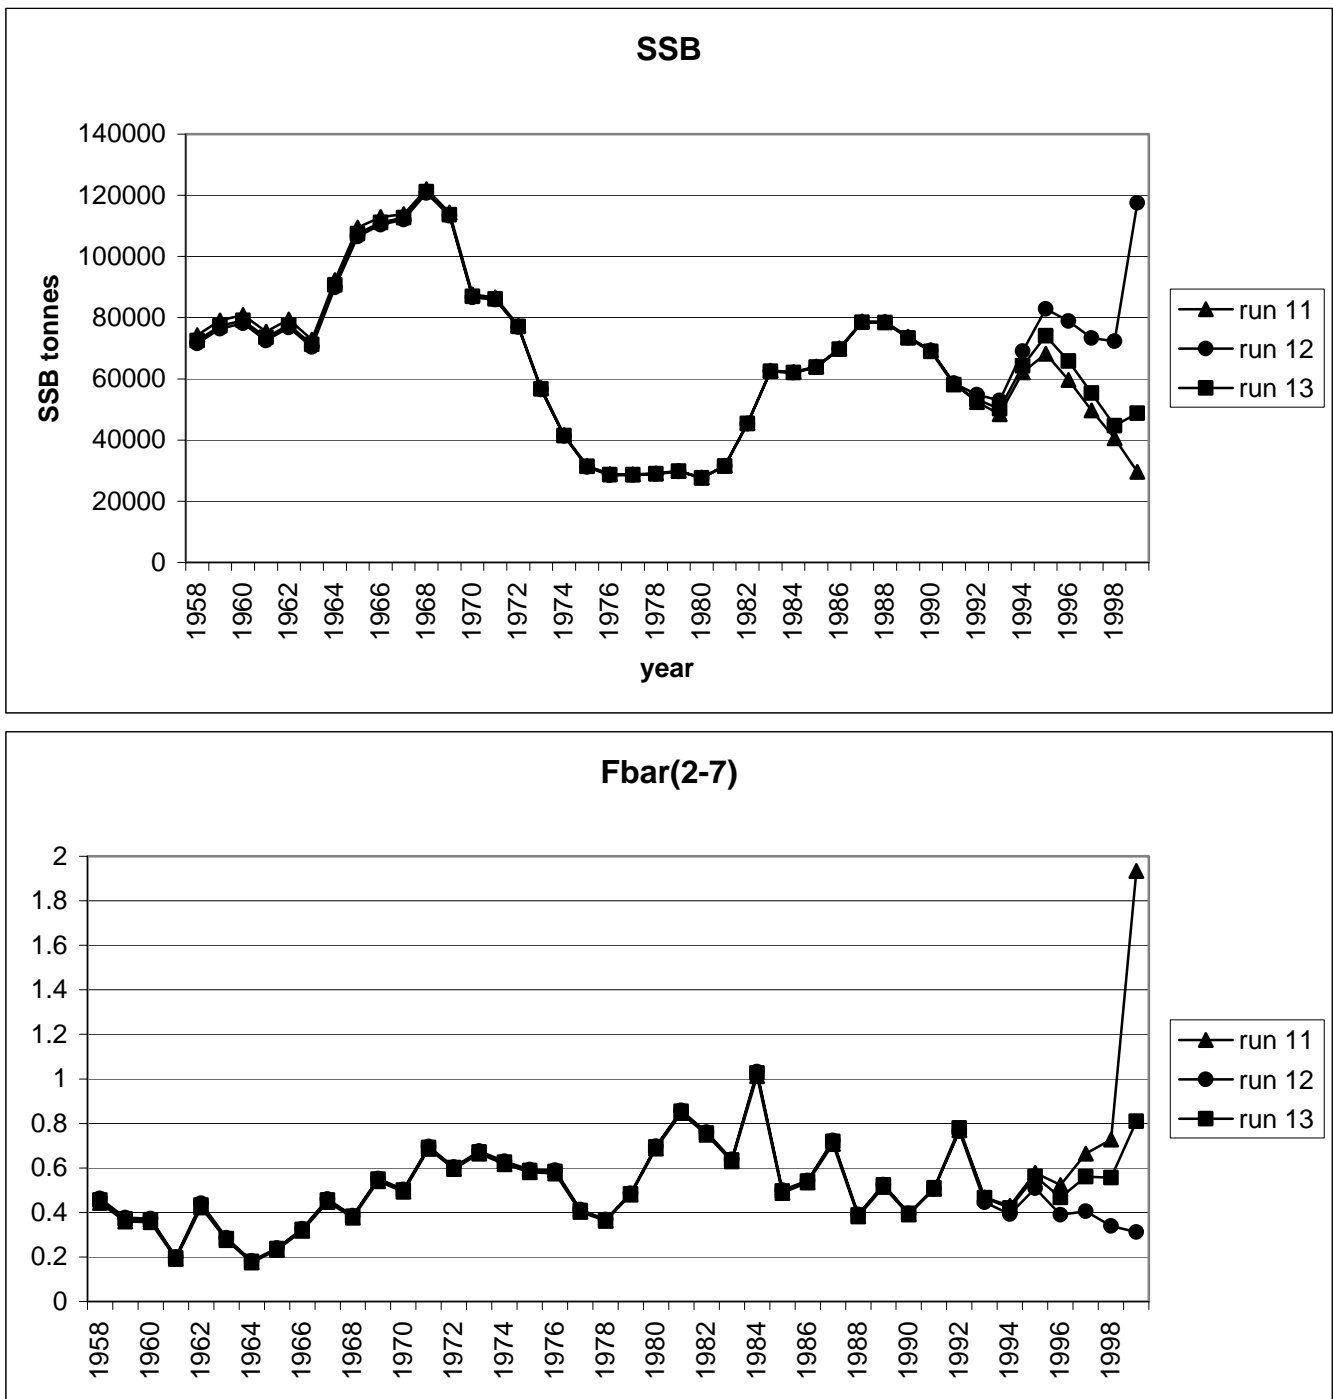 SSB
140000
120000
100000
80000
60000
40000
20000
0
SSB tonnes
1958 1960 1962 1964 1966 1968 1970 1972 1974 1976 1978 1980 1982 1984 1986 1988 1990 1992 1994 1996 1998
year
run 11
run 12
run 13
Fbar(2-7)
2
1.8
1.6
1.4
1.2
1
0.8
0.6
0.4
0.2
0
1958 1960 1962 1964 1966 1968 1970 1972 1974 1976 1978 1980 1982 1984 1986 1988 1990 1992 1994 1996 1998
run 11
run 12
run 13